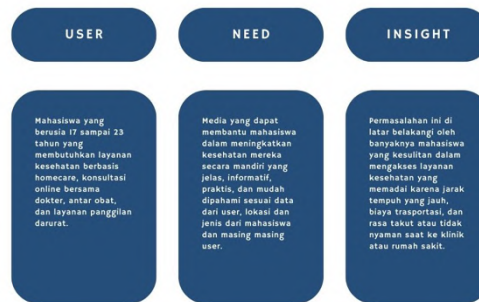 USER
NEED
INSIGHT
Mahasiswa yang
berusia 17 sampai 23
tahun yang
membutuhkan layanan
kesehatan berbasis
homecare, konsultasi
online bersama
dokter, antar obat,
dan layanan panggilan
darurat.
Media yang dapat
membantu mahasiswa
dalam meningkatkan
kesehatan mereka
secara mandiri yang
jelas, informatif,
praktis, dan mudah
dipahami sesuai data
dari user, lokasi dan
jenis dari mahasiswa
dan masing masing
user.
Permasalahan ini di
latar belakangi oleh
banyaknya mahasiswa
yang kesulitan dalam
mengakses layanan
kesehatan yang
memadai karena jarak
tempuh yang jauh,
biaya trasportasi, dan
rasa takut atau tidak
nyaman saat ke klinik
atau rumah sakit.